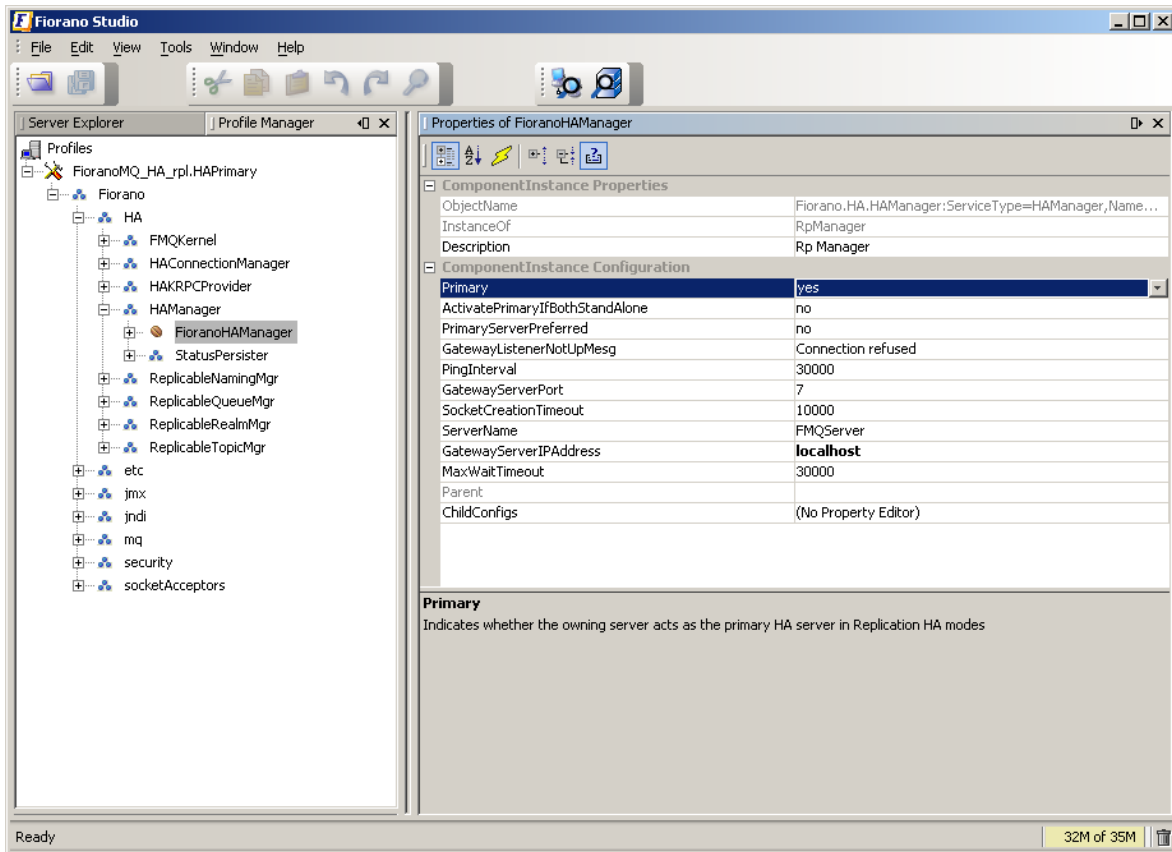 Fiorano Studio
File Edit View Tools Window Help
Server Explorer
Profile Manager
Profiles
FioranoMQ_HA_rpl.HAPrimary
Fiorano
HA
FMQKernel
HAConnectionManager
HAKRPCProvider
HAManager
FioranoHAManager
StatusPersister
ReplicableNamingMgr
ReplicableQueueMgr
ReplicableRealmMgr
ReplicableTopicMgr
etc
jmx
jndi
mq
security
socketAcceptors
Properties of FioranoHAManager
ComponentInstance Properties
ObjectName Fiorano.HA.HAManager:ServiceType=HAManager,Name...
InstanceOf RpManager
Description Rp Manager
ComponentInstance Configuration
Primary yes
ActivatePrimaryIfBothStandAlone no
PrimaryServerPreferred no
GatewayListenerNotUpMesg Connection refused
PingInterval 30000
GatewayServerPort 7
SocketCreationTimeout 10000
ServerName FMQServer
GatewayServerIPAddress localhost
MaxWaitTimeout 30000
Parent
ChildConfigs (No Property Editor)
Primary
Indicates whether the owning server acts as the primary HA server in Replication HA modes
Ready
32M of 35M